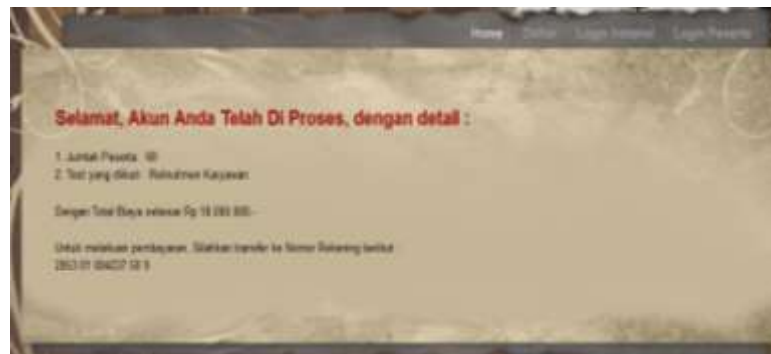 Home Daftar Login Internal Login Peserta
Selamat, Akun Anda Telah Di Proses, dengan detail :
1. Jumlah Peserta :
2. Test yang diikuti : Rekrutmen Karyawan
Dengan Total Biaya sebesar Rp
Untuk melakukan pembayaran, Silahkan transfer ke Nomor Rekening berikut